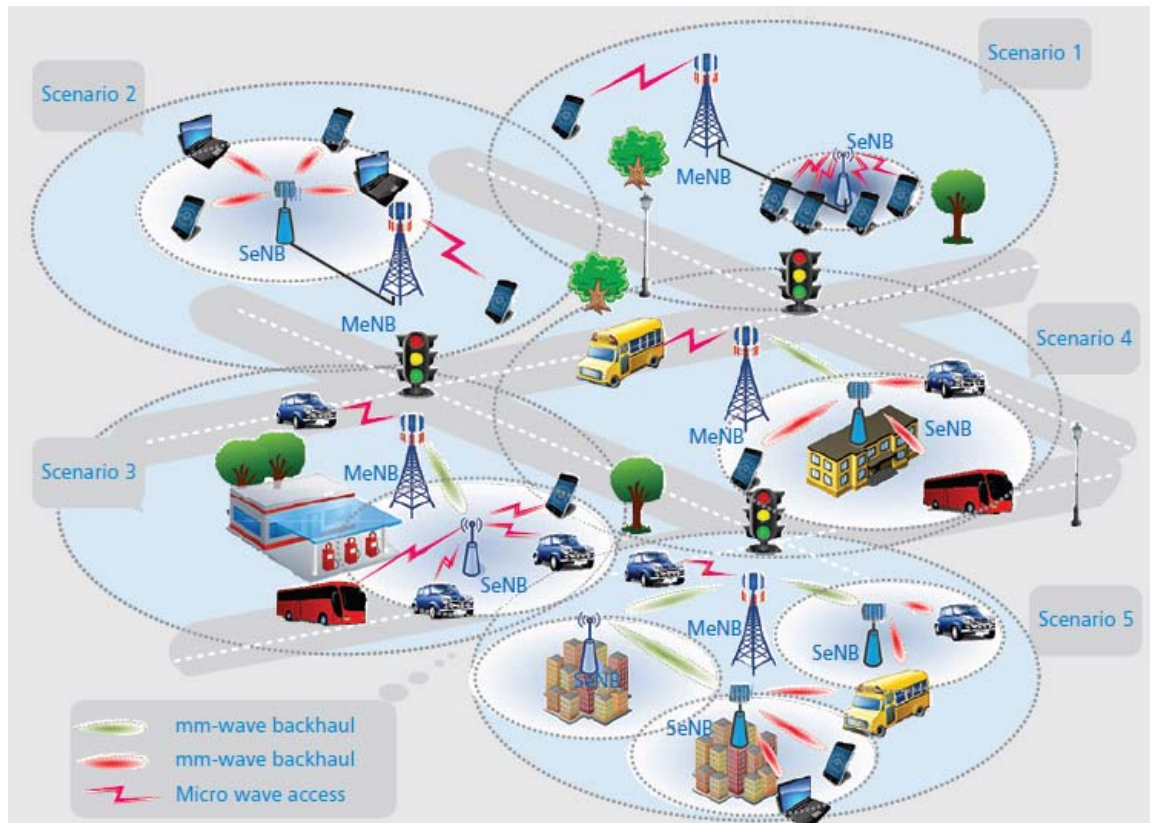 Scenario 1
Scenario 2
SeNB
MeNB
SeNB
MeNB
Scenario 4
MeNB
SeNB
Scenario 3
MeNB
SeNB
Scenario 5
MeNB
SeNB
SeNB
SeNB
mm-wave backhaul
mm-wave backhaul
Micro wave access